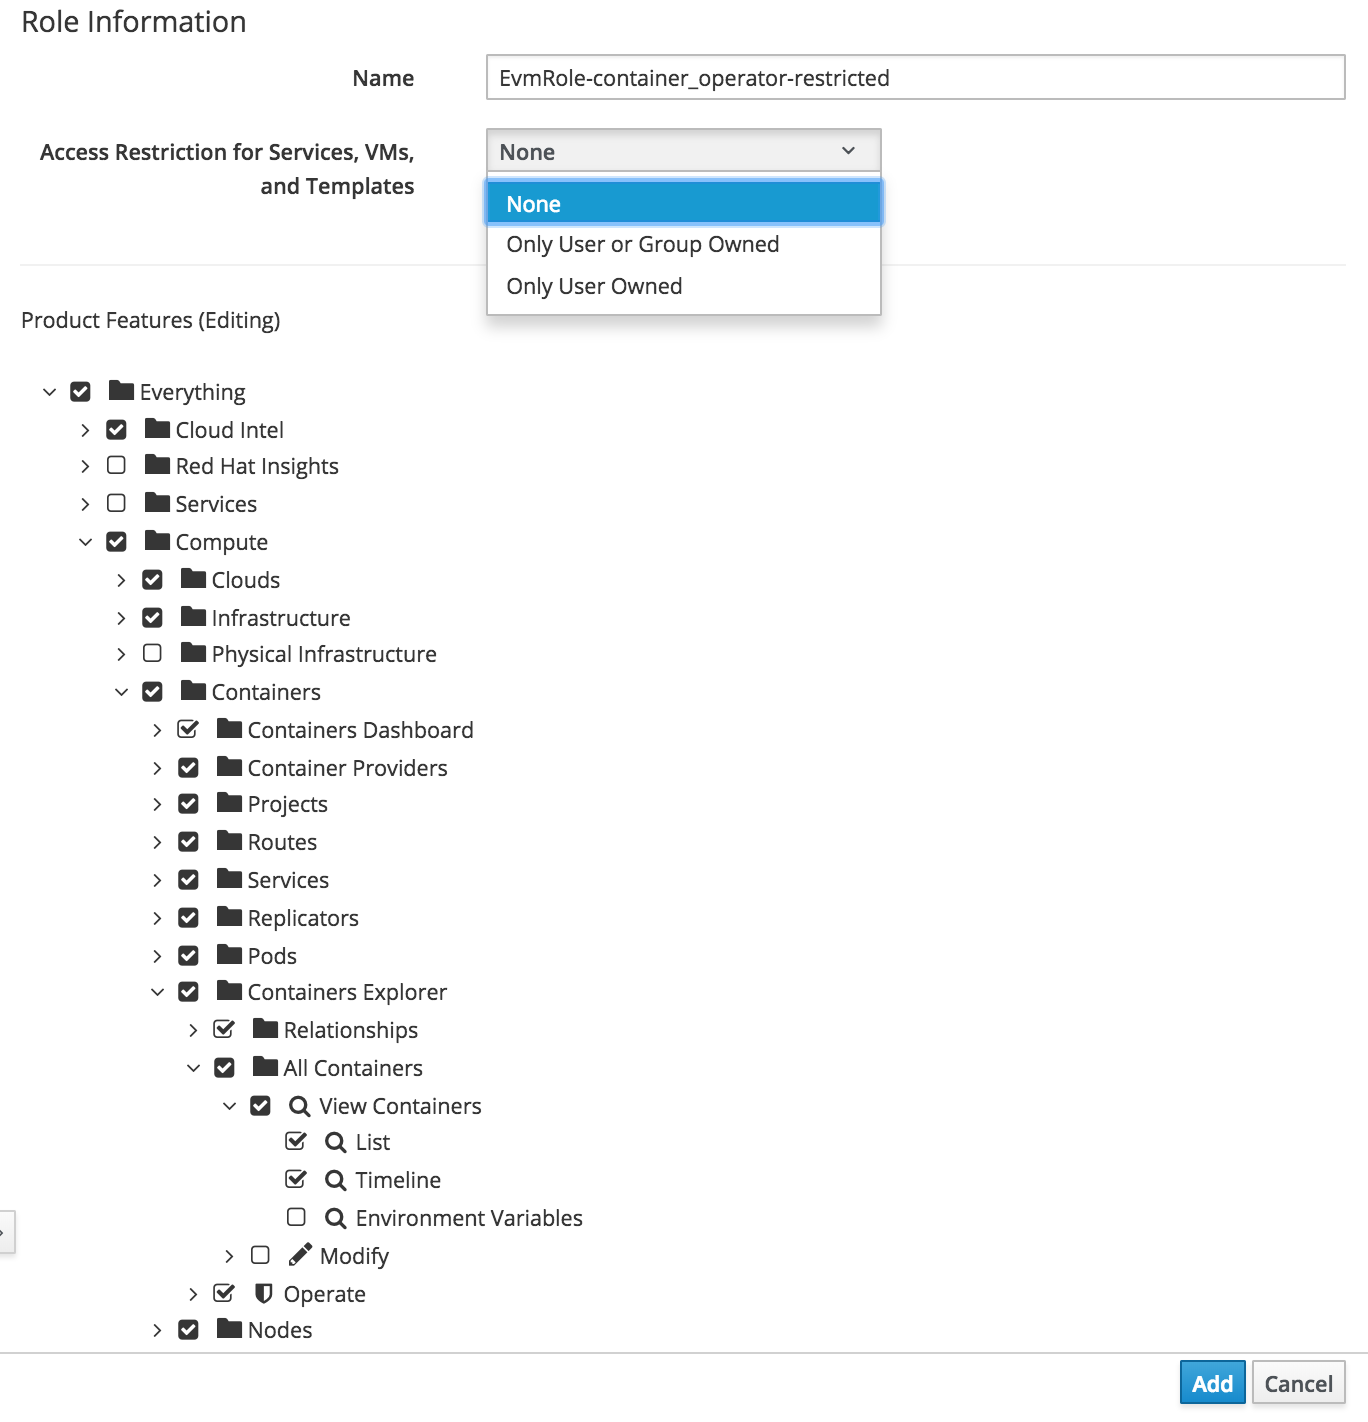 Role Information
Name
EvmRole-container_operator-restricted
Access Restriction for Services, VMs,
and Templates
None
None
Only User or Group Owned
Only User Owned
Product Features (Editing)
Everything
Cloud Intel
Red Hat Insights
Services
Compute
Clouds
Infrastructure
Physical Infrastructure
Containers
Containers Dashboard
Container Providers
Projects
Routes
Services
Replicators
Pods
Containers Explorer
Relationships
All Containers
View Containers
List
Timeline
Environment Variables
Modify
Operate
Nodes
Add
Cancel